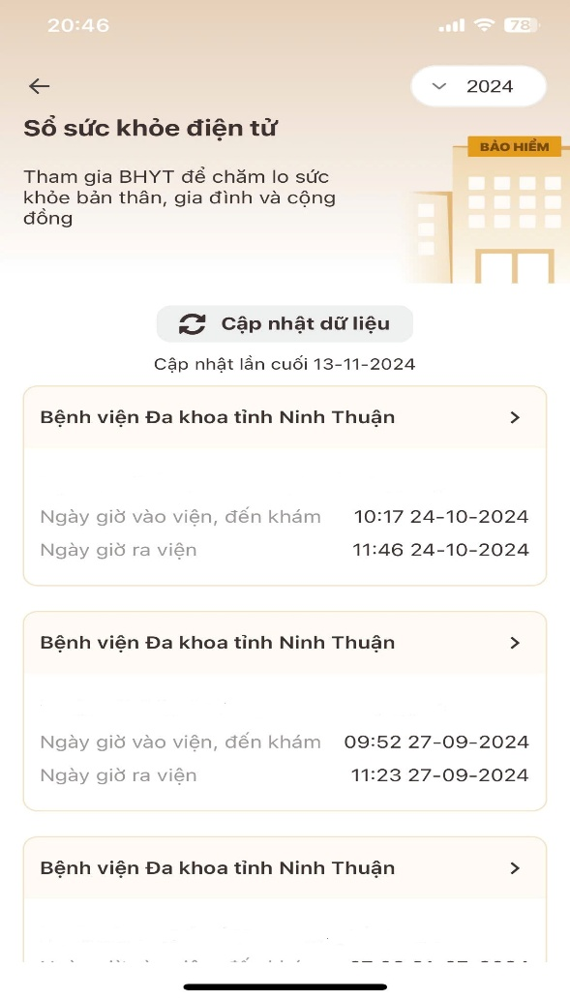 20:46
78
2024
Sổ sức khỏe điện tử
BẢO HIỂM
Tham gia BHYT để chăm lo sức
khỏe bản thân, gia đình và cộng
đồng
Cập nhật dữ liệu
Cập nhật lần cuối 13-11-2024
Bệnh viện Đa khoa tỉnh Ninh Thuận
Ngày giờ vào viện, đến khám 10:17 24-10-2024
Ngày giờ ra viện 11:46 24-10-2024
Bệnh viện Đa khoa tỉnh Ninh Thuận
Ngày giờ vào viện, đến khám 09:52 27-09-2024
Ngày giờ ra viện 11:23 27-09-2024
Bệnh viện Đa khoa tỉnh Ninh Thuận